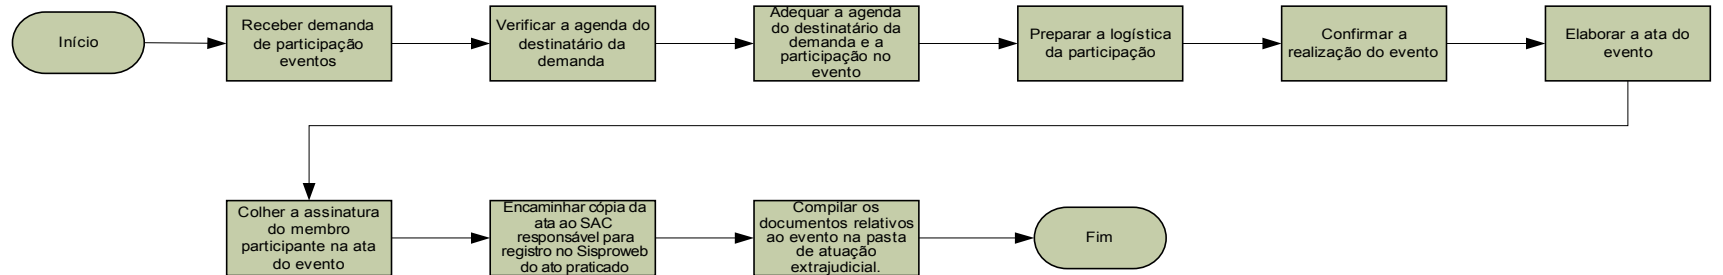 Início
Receber demanda
de participação
eventos
Verificar a agenda do
destinatário da
demanda
Adequar a agenda
do destinatário da
demanda e a
participação no
evento
Preparar a logística
da participação
Confirmar a
realização do evento
Elaborar a ata do
evento
Colher a assinatura
do membro
participante na ata
do evento
Encaminhar cópia da
ata ao SAC
responsável para
registro no Sisproweb
do ato praticado
Compilar os
documentos relativos
ao evento na pasta
de atuação
extrajudicial.
Fim